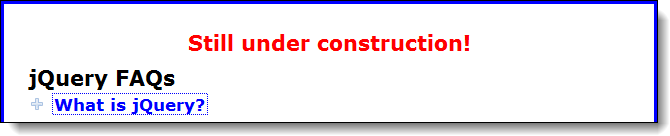 Still under construction!
jQuery FAQs
What is jQuery?